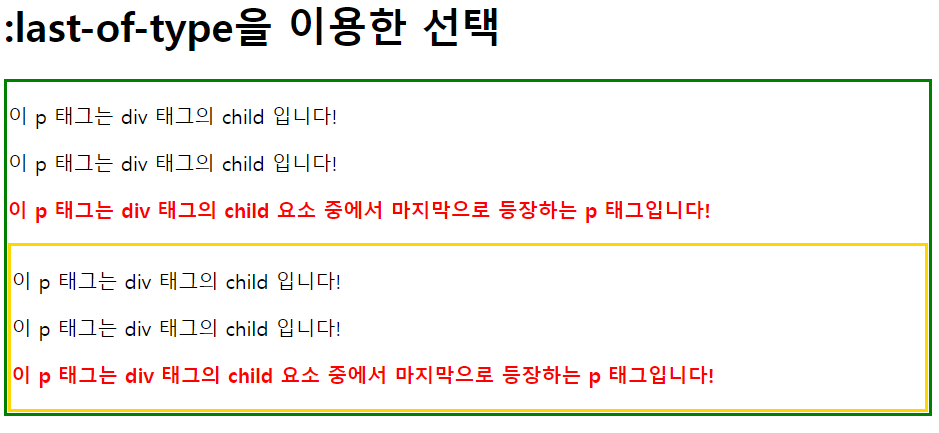 :last-of-type을 이용한 선택
이 p 태그는 div 태그의 child 입니다!
이 p 태그는 div 태그의 child 입니다!
이 p 태그는 div 태그의 child 요소 중에서 마지막으로 등장하는 p 태그입니다!
이 p 태그는 div 태그의 child 입니다!
이 p 태그는 div 태그의 child 입니다!
이 p 태그는 div 태그의 child 요소 중에서 마지막으로 등장하는 p 태그입니다!